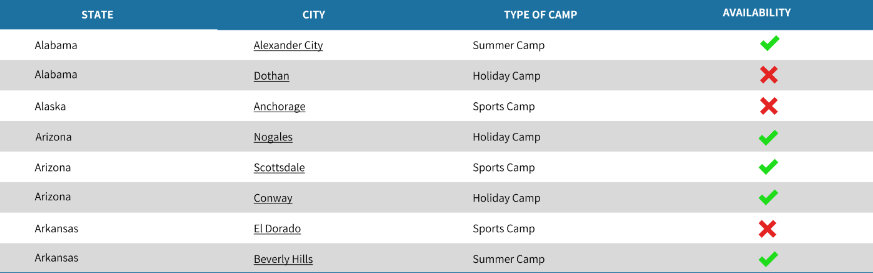 STATE CITY TYPE OF CAMP AVAILABILITY
Alabama Alexander City Summer Camp
Alabama Dothan Holiday Camp
Alaska Anchorage Sports Camp
Arizona Nogales Holiday Camp
Arizona Scottsdale Sports Camp
Arizona Conway Holiday Camp
Arkansas El Dorado Sports Camp
Arkansas Beverly Hills Summer Camp